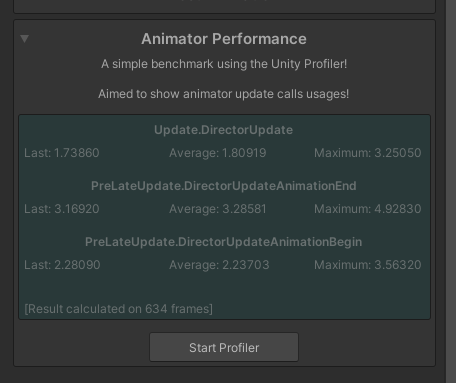 Animator Performance
A simple benchmark using the Unity Profiler!
Aimed to show animator update calls usages!
Update.DirectorUpdate
Last: 1.73860 Average: 1.80919 Maximum: 3.25050
PreLateUpdate.DirectorUpdateAnimationEnd
Last: 3.16920 Average: 3.28581 Maximum: 4.92830
PreLateUpdate.DirectorUpdateAnimationBegin
Last: 2.28090 Average: 2.23703 Maximum: 3.56320
[Result calculated on 634 frames]
Start Profiler